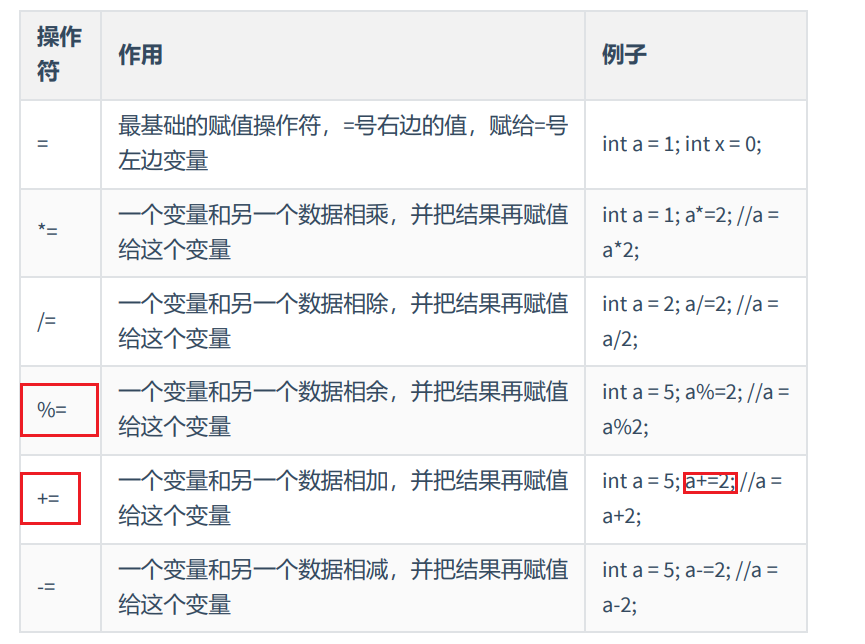 操作
符
作用
例子
=
最基础的赋值操作符，=号右边的值，赋给=号
左边变量
int a = 1; int x = 0;
*=
一个变量和另一个数据相乘，并把结果再赋值
给这个变量
int a = 1; a*=2; //a =
a*2;
/=
一个变量和另一个数据相除，并把结果再赋值
给这个变量
int a = 2; a/=2; //a =
a/2;
%=
一个变量和另一个数据相余，并把结果再赋值
给这个变量
int a = 5; a%=2; //a =
a%2;
+=
一个变量和另一个数据相加，并把结果再赋值
给这个变量
int a = 5; a+=2; //a =
a+2;
-=
一个变量和另一个数据相减，并把结果再赋值
给这个变量
int a = 5; a-=2; //a =
a-2;